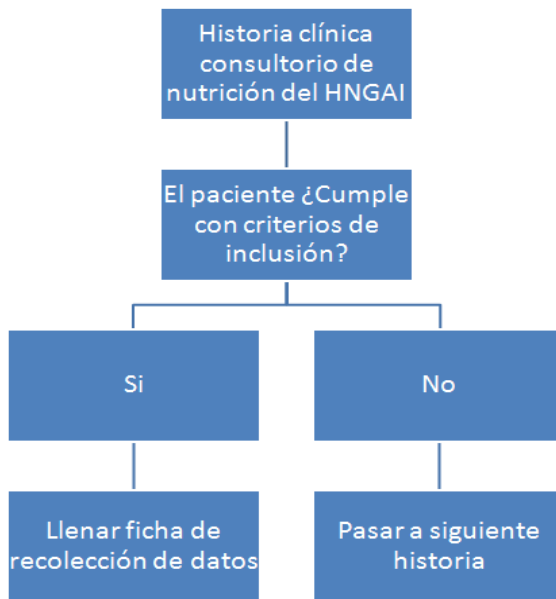 Historia clínica
consultorio de
nutrición del HNGAI
El paciente ¿Cumple
con criterios de
inclusión?
Si
No
Llenar ficha de
recolección de datos
Pasar a siguiente
historia